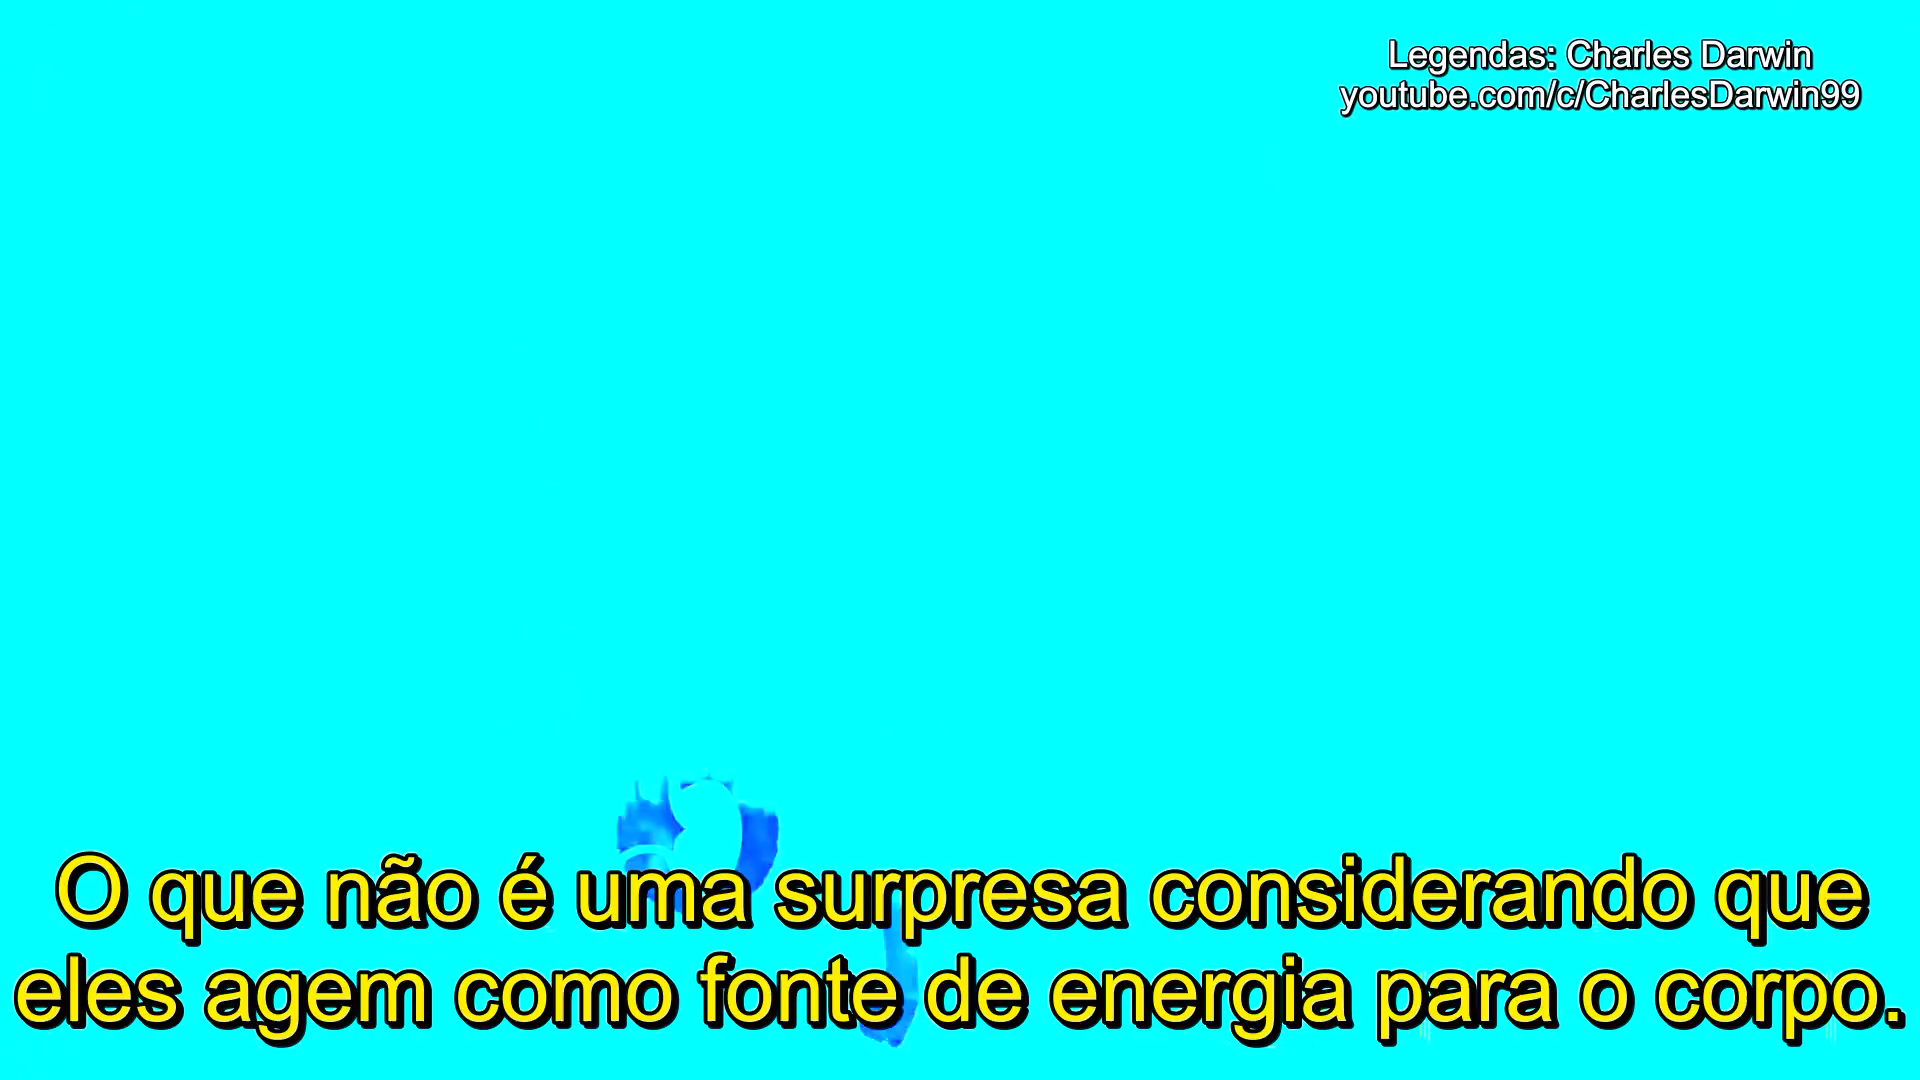 Legendas: Charles Darwin
youtube.com/c/CharlesDarwin99
O que não é uma surpresa considerando que
eles agem como fonte de energia para o corpo.